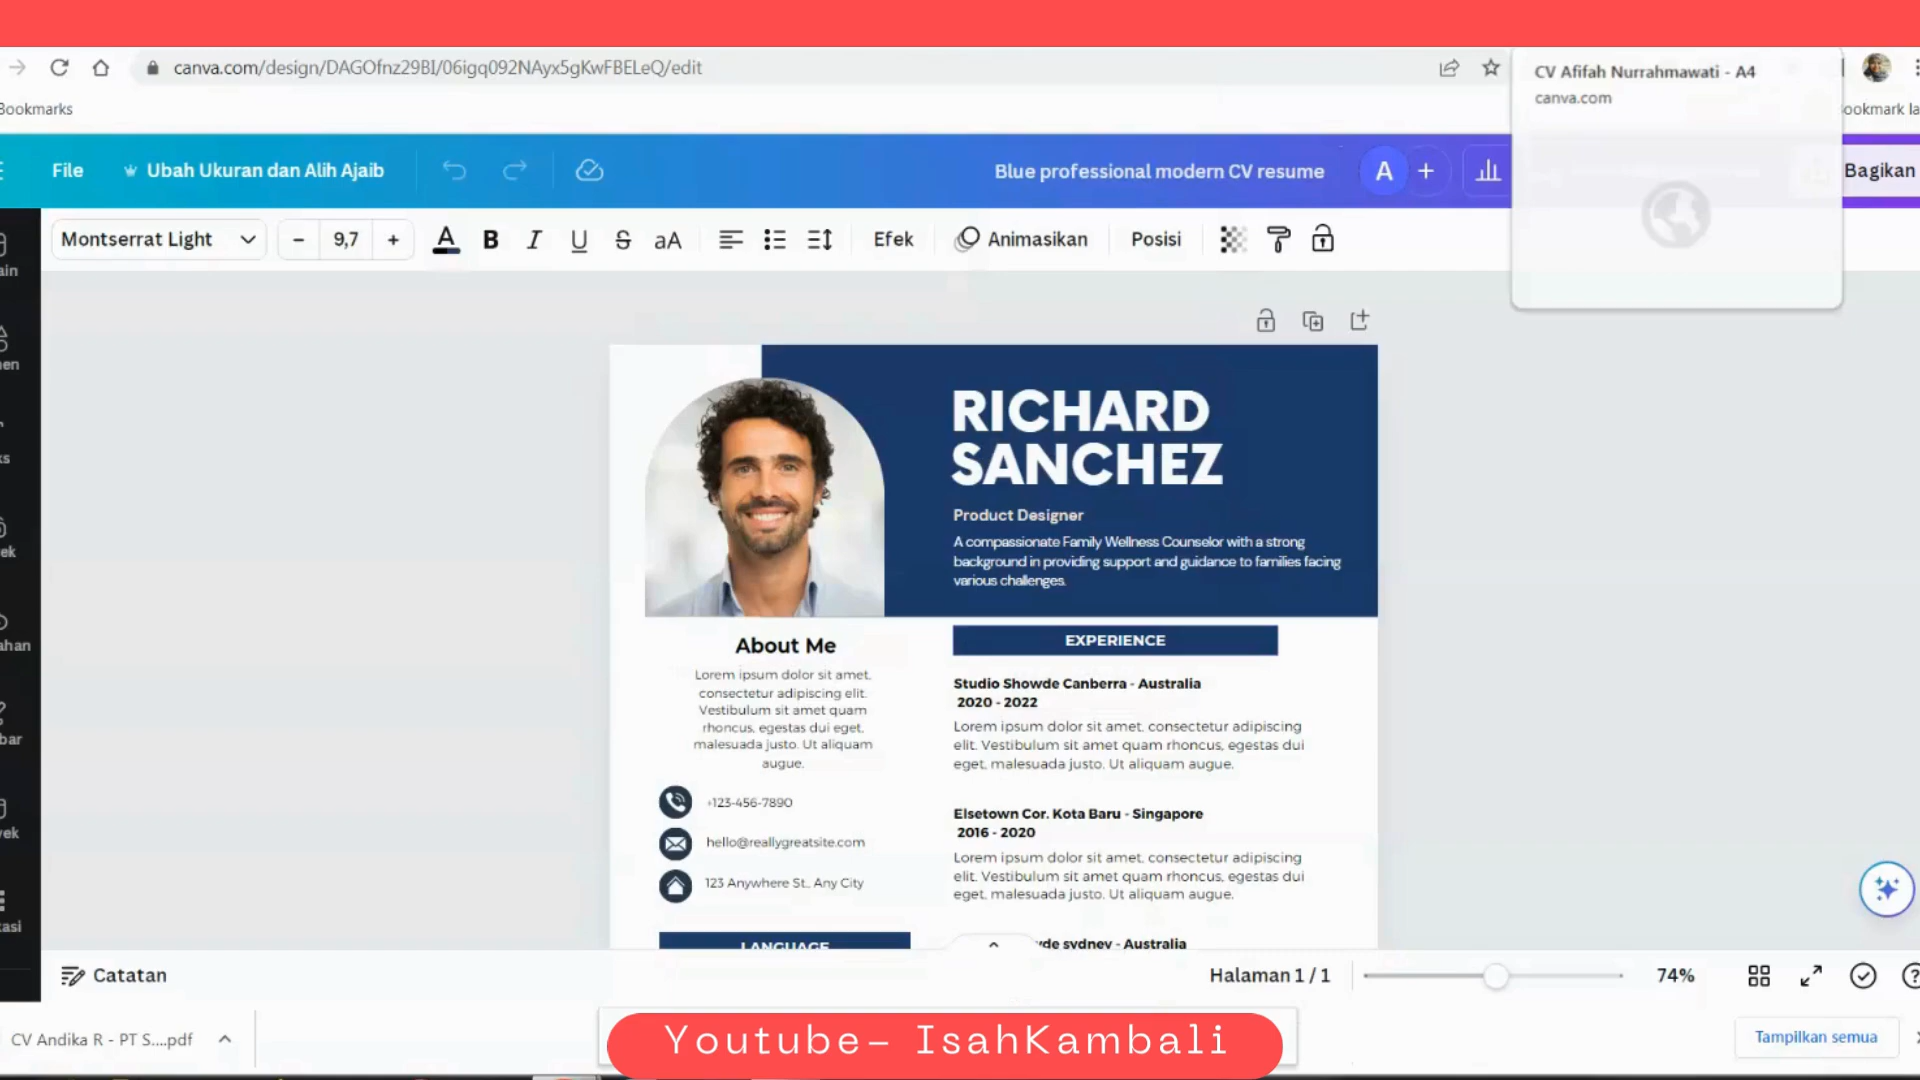 canva.com/design/DAGOfnz29BI/06igq092NAyx5gKwFBELeQ/edit
CV Afifah Nurrahmawati - A4
canva.com
Bookmarks
File
Ubah Ukuran dan Alih Ajaib
Blue professional modern CV resume
A
Bagikan
Montserrat Light
9,7
A
B
I
U
S
aA
Efek
Animasikan
Posisi
RICHARD
SANCHEZ
Product Designer
A compassionate Family Wellness Counselor with a strong
background in providing support and guidance to families facing
various challenges.
About Me
Lorem ipsum dolor sit amet,
consectetur adipiscing elit.
Vestibulum sit amet quam
rhoncus, egestas dui eget,
malesuada justo. Ut aliquam
augue.
+123-456-7890
hello@reallygreatsite.com
123 Anywhere St., Any City
LANGUAGE
EXPERIENCE
Studio Showde Canberra - Australia
2020 - 2022
Lorem ipsum dolor sit amet, consectetur adipiscing
elit. Vestibulum sit amet quam rhoncus, egestas dui
eget, malesuada justo. Ut aliquam augue.
Elsetown Cor. Kota Baru - Singapore
2016 - 2020
Lorem ipsum dolor sit amet, consectetur adipiscing
elit. Vestibulum sit amet quam rhoncus, egestas dui
eget, malesuada justo. Ut aliquam augue.
sydney - Australia
Catatan
Halaman 1 / 1
74%
CV Andika R - PT S....pdf
Tampilkan semua
Youtube- IsahKambali